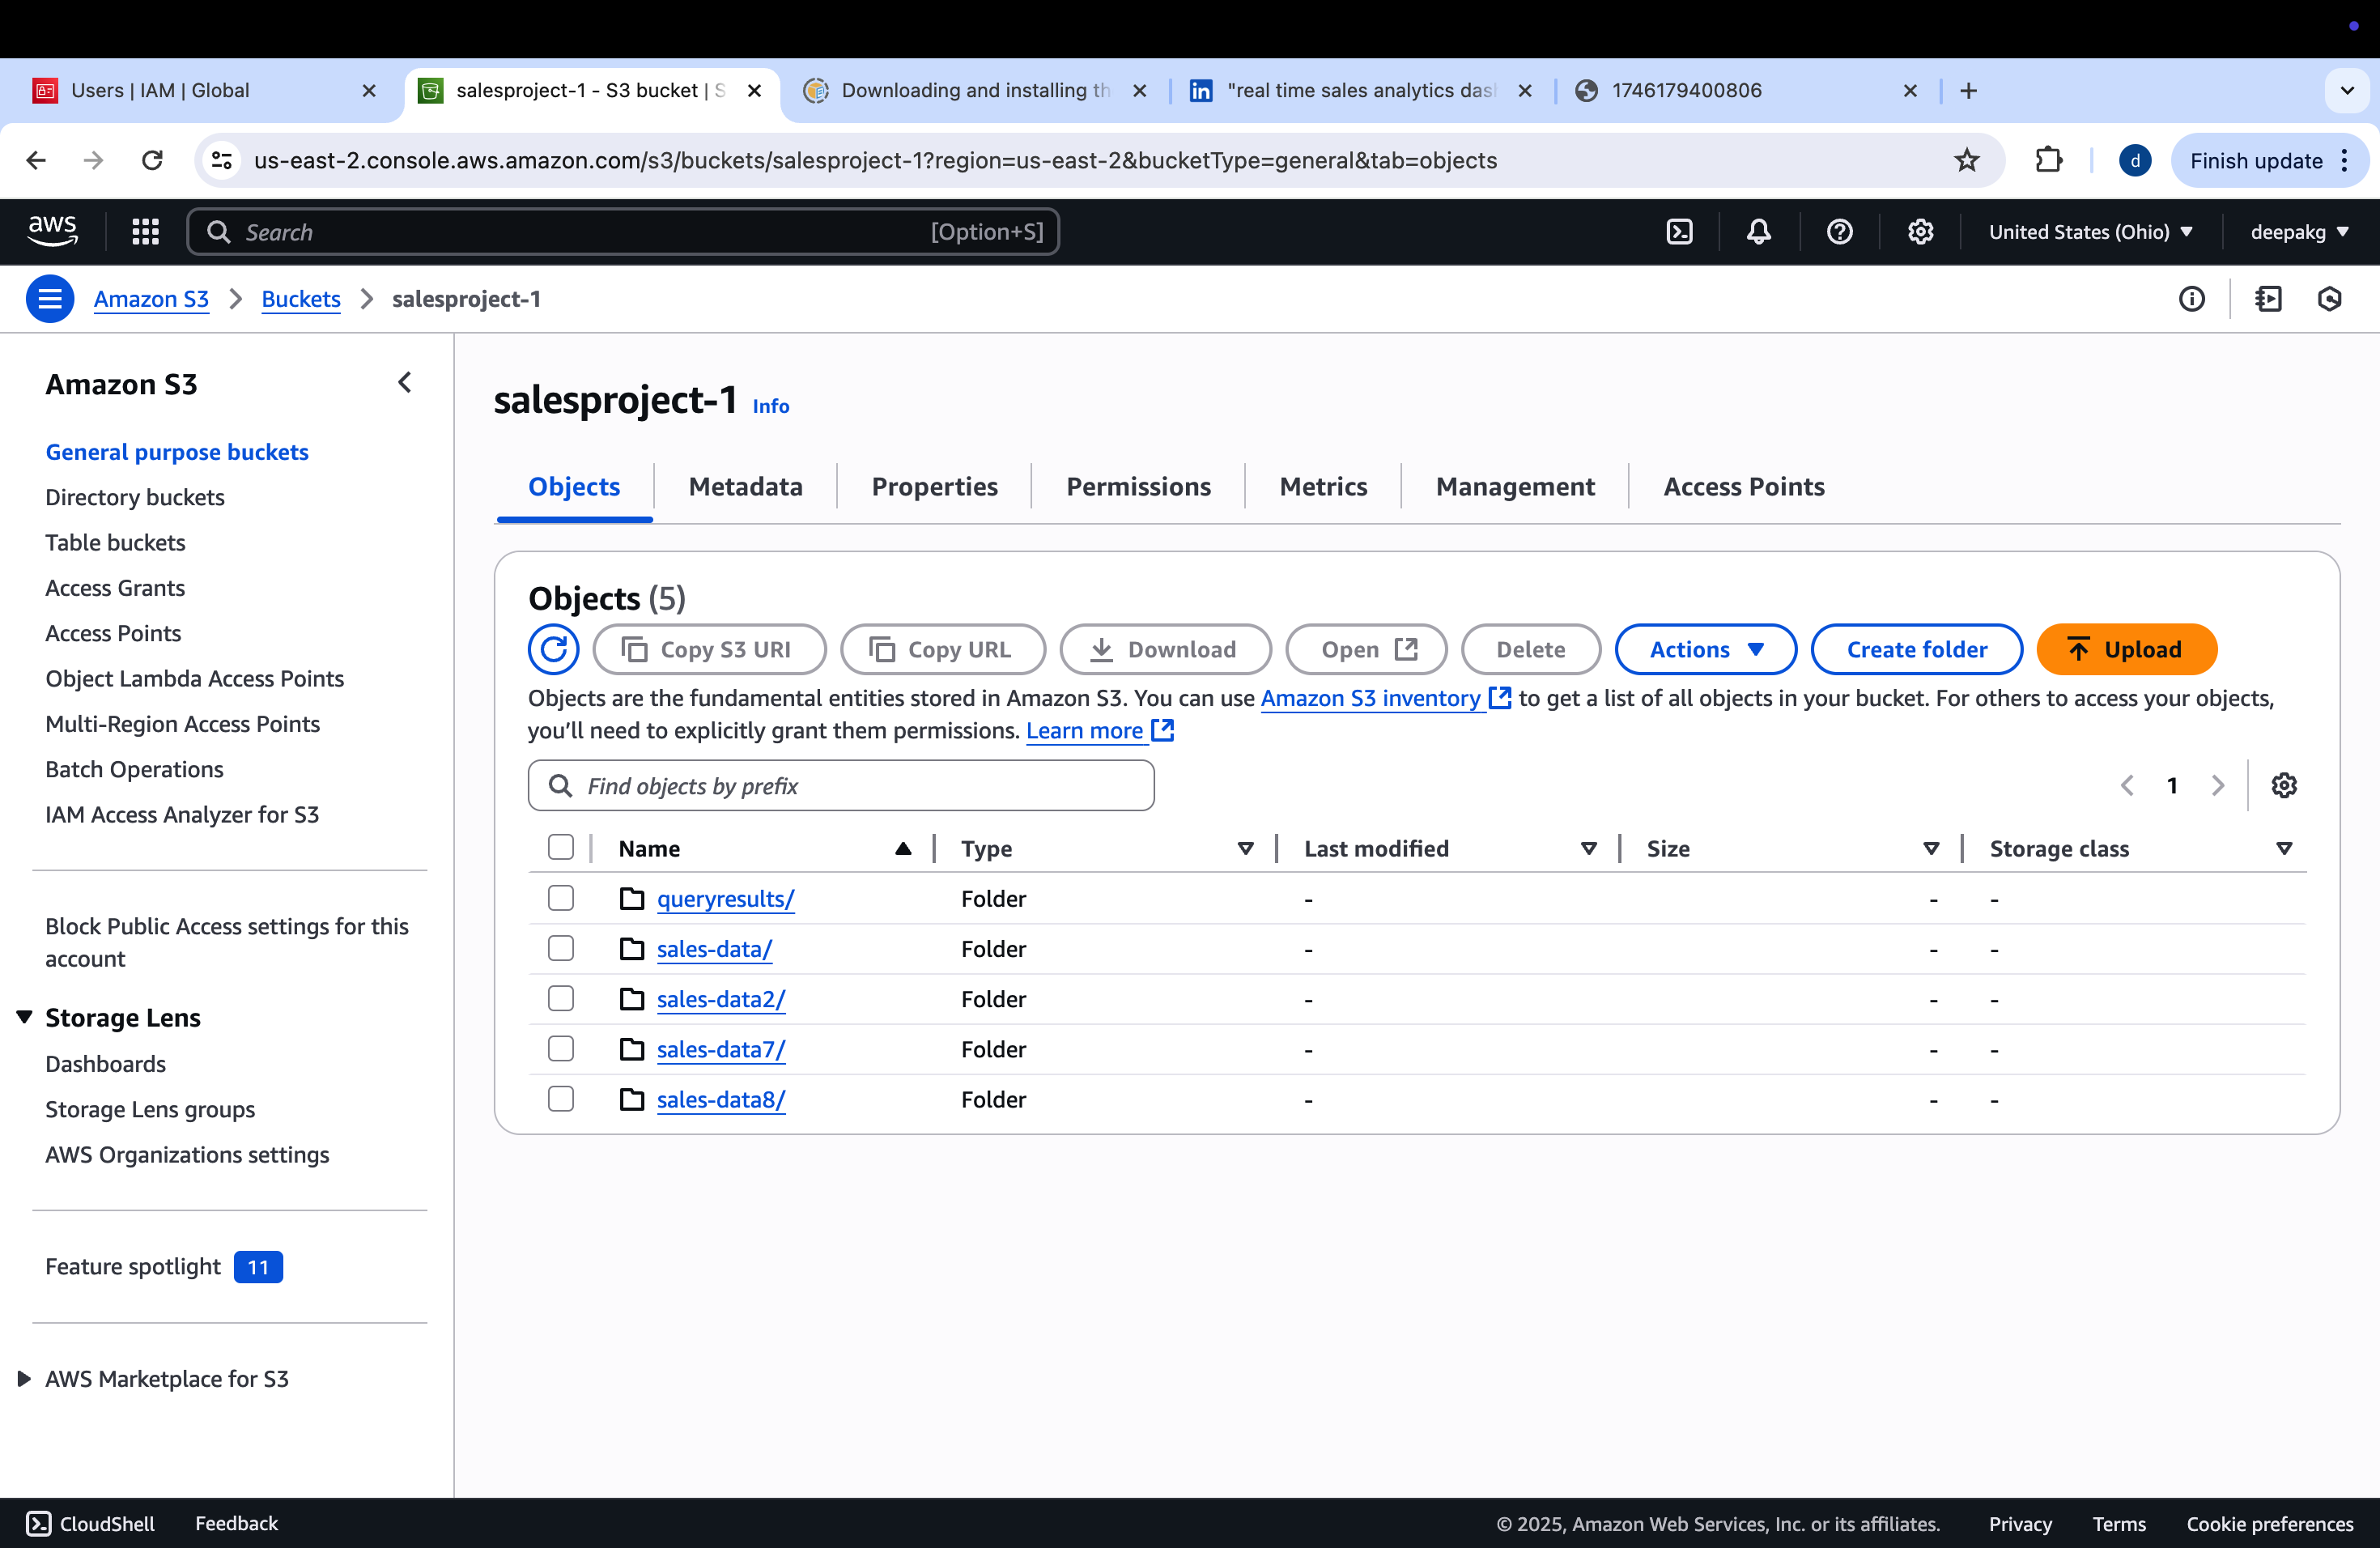 Users | IAM | Global
salesproject-1 - S3 bucket | S
Downloading and installing th
"real time sales analytics das
1746179400806
us-east-2.console.aws.amazon.com/s3/buckets/salesproject-1?region=us-east-2&bucketType=general&tab=objects
d
Finish update
aws
Search
[Option+S]
United States (Ohio)
deepakg
Amazon S3
Buckets
salesproject-1
Amazon S3
General purpose buckets
Directory buckets
Table buckets
Access Grants
Access Points
Object Lambda Access Points
Multi-Region Access Points
Batch Operations
IAM Access Analyzer for S3
Block Public Access settings for this
account
Storage Lens
Dashboards
Storage Lens groups
AWS Organizations settings
Feature spotlight 11
AWS Marketplace for S3
salesproject-1 Info
Objects Metadata Properties Permissions Metrics Management Access Points
Objects (5)
Copy S3 URI Copy URL Download Open Delete Actions Create folder Upload
Objects are the fundamental entities stored in Amazon S3. You can use Amazon S3 inventory to get a list of all objects in your bucket. For others to access your objects,
you’ll need to explicitly grant them permissions. Learn more
Find objects by prefix
1
Name Type Last modified Size Storage class
queryresults/ Folder - - -
sales-data/ Folder - - -
sales-data2/ Folder - - -
sales-data7/ Folder - - -
sales-data8/ Folder - - -
CloudShell Feedback © 2025, Amazon Web Services, Inc. or its affiliates. Privacy Terms Cookie preferences